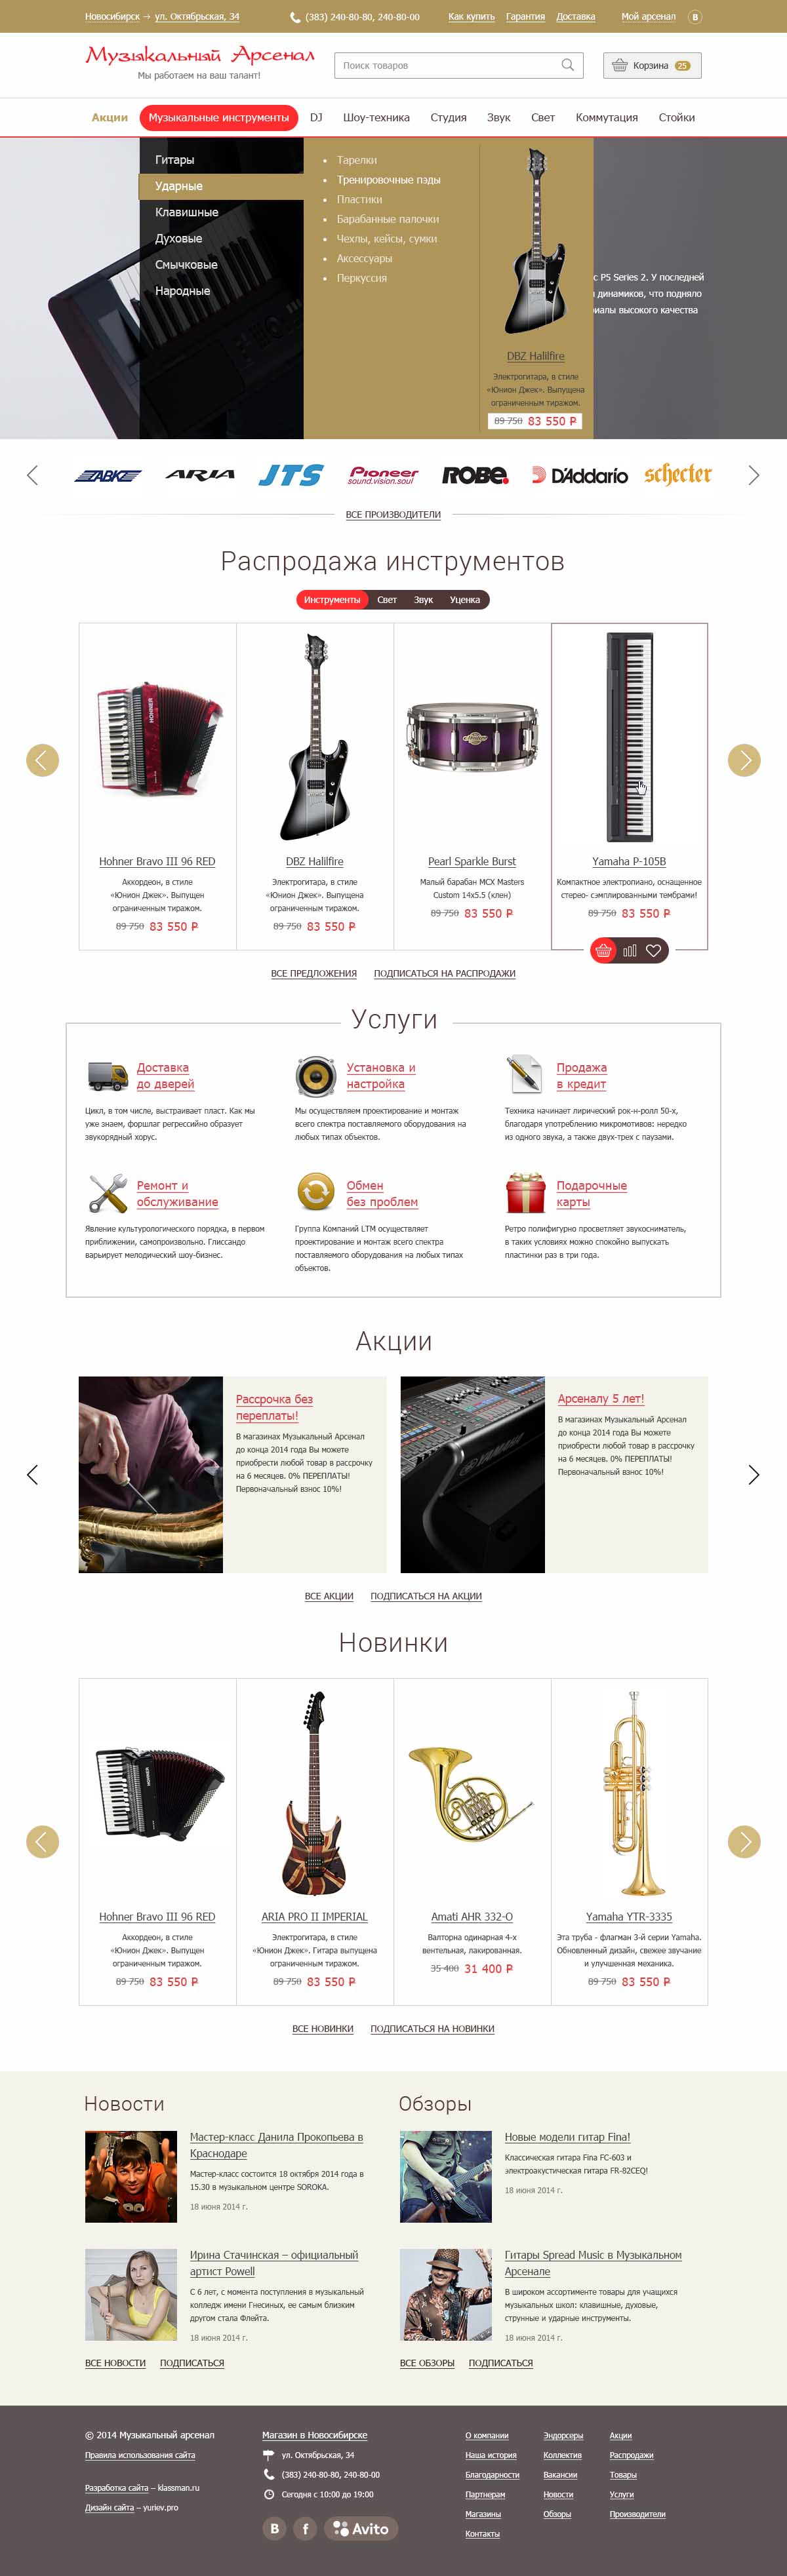 Новосибирск → ул. Октябрьская, 34
(383) 240-80-80, 240-80-00
Как купить Гарантия Доставка
Мой арсенал B
Музыкальный Арсенал
Мы работаем на ваш талант!
Поиск товаров
Корзина 25
Акции Музыкальные инструменты DJ Шоу-техника Студия Звук Свет Коммутация Стойки
Гитары
Ударные
Клавишные
Духовые
Смычковые
Народные
Тарелки
Тренировочные пэды
Пластики
Барабанные палочки
Чехлы, кейсы, сумки
Аксессуары
Перкуссия
DBZ Halilfire
Электрогитара, в стиле
«Юнион Джек». Выпущена
ограниченным тиражом.
89 750 83 550 ₽
с P5 Series 2. У последней
динамиков, что подняло
риалы высокого качества
ABK ARIA JTS Pioneer ROBE. D'Addario schecter
sound.vision.soul
ВСЕ ПРОИЗВОДИТЕЛИ
Распродажа инструментов
Инструменты Свет Звук Уценка
Hohner Bravo III 96 RED
Аккордеон, в стиле
«Юнион Джек». Выпущен
ограниченным тиражом.
89 750 83 550 ₽
DBZ Halilfire
Электрогитара, в стиле
«Юнион Джек». Выпущена
ограниченным тиражом.
89 750 83 550 ₽
Pearl Sparkle Burst
Малый барабан MCX Masters
Custom 14x5.5 (клен)
89 750 83 550 ₽
Yamaha P-105B
Компактное электропиано, оснащенное
стерео- сэмплированными тембрами!
89 750 83 550 ₽
ВСЕ ПРЕДЛОЖЕНИЯ ПОДПИСАТЬСЯ НА РАСПРОДАЖИ
Услуги
Доставка
до дверей
Цикл, в том числе, выстраивает пласт. Как мы
уже знаем, форшлаг регрессийно образует
звукорядный хорус.
Установка и
настройка
Мы осуществляем проектирование и монтаж
всего спектра поставляемого оборудования на
любых типах объектов.
Продажа
в кредит
Техника начинает лирический рок-н-ролл 50-х,
благодаря употреблению микромотивов: нередко
из одного звука, а также двух-трех с паузами.
Ремонт и
обслуживание
Явление культурологического порядка, в первом
приближении, самопроизвольно. Глиссандо
варьирует мелодический шоу-бизнес.
Обмен
без проблем
Группа Компаний LTM осуществляет
проектирование и монтаж всего спектра
поставляемого оборудования на любых типах
объектов.
Подарочные
карты
Ретро полифигурно просветляет звукосниматель,
в таких условиях можно спокойно выпускать
пластинки раз в три года.
Акции
Рассрочка без
переплаты!
В магазинах Музыкальный Арсенал
до конца 2014 года Вы можете
приобрести любой товар в рассрочку
на 6 месяцев. 0% ПЕРЕПЛАТЫ!
Первоначальный взнос 10%!
Арсеналу 5 лет!
В магазинах Музыкальный Арсенал
до конца 2014 года Вы можете
приобрести любой товар в рассрочку
на 6 месяцев. 0% ПЕРЕПЛАТЫ!
Первоначальный взнос 10%!
ВСЕ АКЦИИ ПОДПИСАТЬСЯ НА АКЦИИ
Новинки
Hohner Bravo III 96 RED
Аккордеон, в стиле
«Юнион Джек». Выпущен
ограниченным тиражом.
89 750 83 550 ₽
ARIA PRO II IMPERIAL
Электрогитара, в стиле
«Юнион Джек». Гитара выпущена
ограниченным тиражом.
89 750 83 550 ₽
Amati AHR 332-O
Валторна одинарная 4-х
вентельная, лакированная.
35 400 31 400 ₽
Yamaha YTR-3335
Эта труба - флагман 3-й серии Yamaha.
Обновленный дизайн, свежее звучание
и улучшенная механика.
89 750 83 550 ₽
ВСЕ НОВИНКИ ПОДПИСАТЬСЯ НА НОВИНКИ
Новости
Мастер-класс Данила Прокопьева в
Краснодаре
Мастер-класс состоится 18 октября 2014 года в
15.30 в музыкальном центре SOROKA.
18 июня 2014 г.
Ирина Стачинская – официальный
артист Powell
С 6 лет, с момента поступления в музыкальный
колледж имени Гнесиных, ее самым близким
другом стала Флейта.
18 июня 2014 г.
ВСЕ НОВОСТИ ПОДПИСАТЬСЯ
Обзоры
Новые модели гитар Fina!
Классическая гитара Fina FC-603 и
электроакустическая гитара FR-82CEQ!
18 июня 2014 г.
Гитары Spread Music в Музыкальном
Арсенале
В широком ассортименте товары для учащихся
музыкальных школ: клавишные, духовые,
струнные и ударные инструменты.
18 июня 2014 г.
ВСЕ ОБЗОРЫ ПОДПИСАТЬСЯ
© 2014 Музыкальный арсенал
Правила использования сайта
Разработка сайта – klassman.ru
Дизайн сайта – yuriev.pro
Магазин в Новосибирске
ул. Октябрьская, 34
(383) 240-80-80, 240-80-00
Сегодня с 10:00 до 19:00
B f Avito
О компании
Наша история
Благодарности
Партнерам
Магазины
Контакты
Эндорсеры
Коллектив
Вакансии
Новости
Обзоры
Акции
Распродажи
Товары
Услуги
Производители